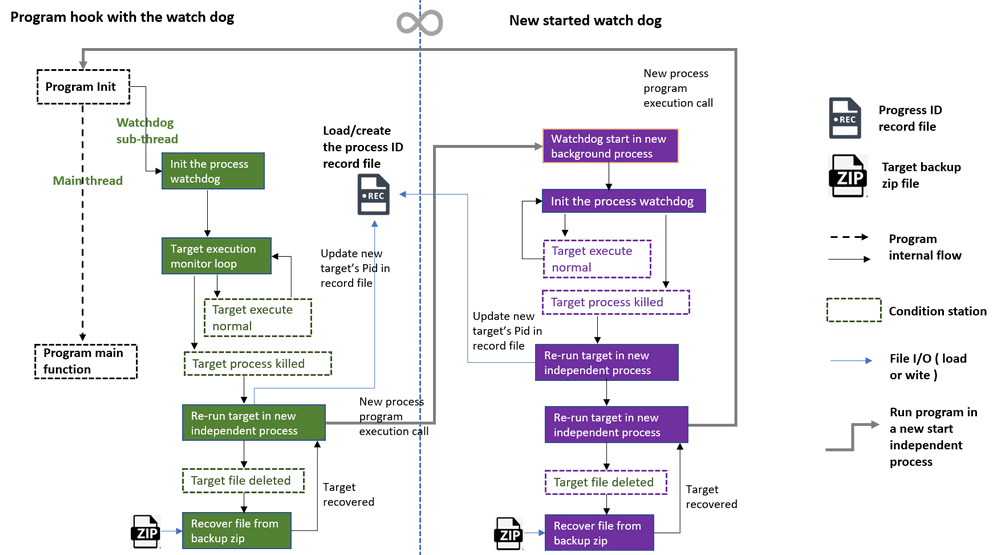 Program hook with the watch dog
New started watch dog
Program Init
Watchdog
sub-thread
Main thread
Init the process
watchdog
Target execution
monitor loop
Target execute
normal
Target process killed
Program main
function
Re-run target in new
independent process
Target file deleted
Recover file from
backup zip
Target
recovered
ZIP
Load/create
the process ID
record file
REC
Update new
target's Pid in
record file
New process
program
execution call
New process
program
execution call
Watchdog start in new
background process
Init the process watchdog
Target execute
normal
Target process killed
Update new
target's Pid in
record file
Re-run target in new
independent process
Re-run target in new
independent process
Target file deleted
Recover file from
backup zip
Target
recovered
ZIP
REC
Progress ID
record file
ZIP
Target backup
zip file
Program
internal flow
Condition station
File I/O ( load
or wite )
Run program in
a new start
independent
process